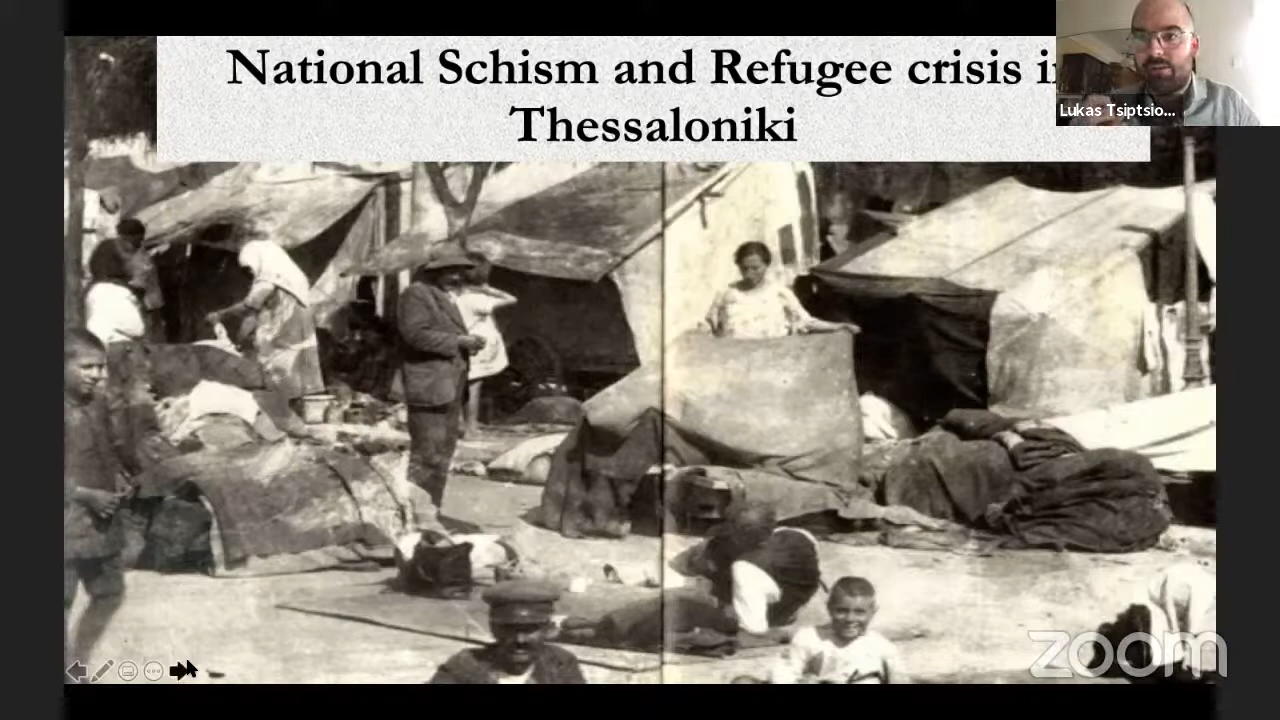 National Schism and Refugee crisis i
Thessaloniki
Lukas Tsiptsio...
zoom